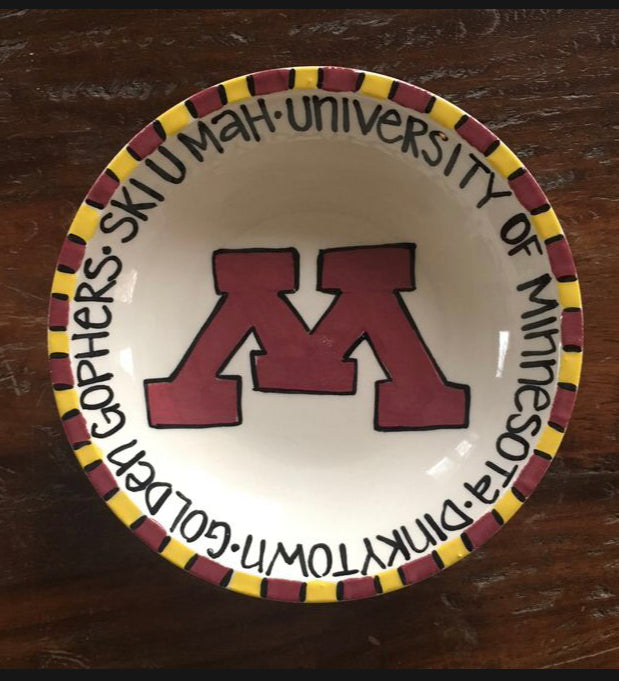 SKI U MaH·UNIVERSITY OF MINNESOTa·DINKYTOWN·GOLDEN GOPHERS·
M